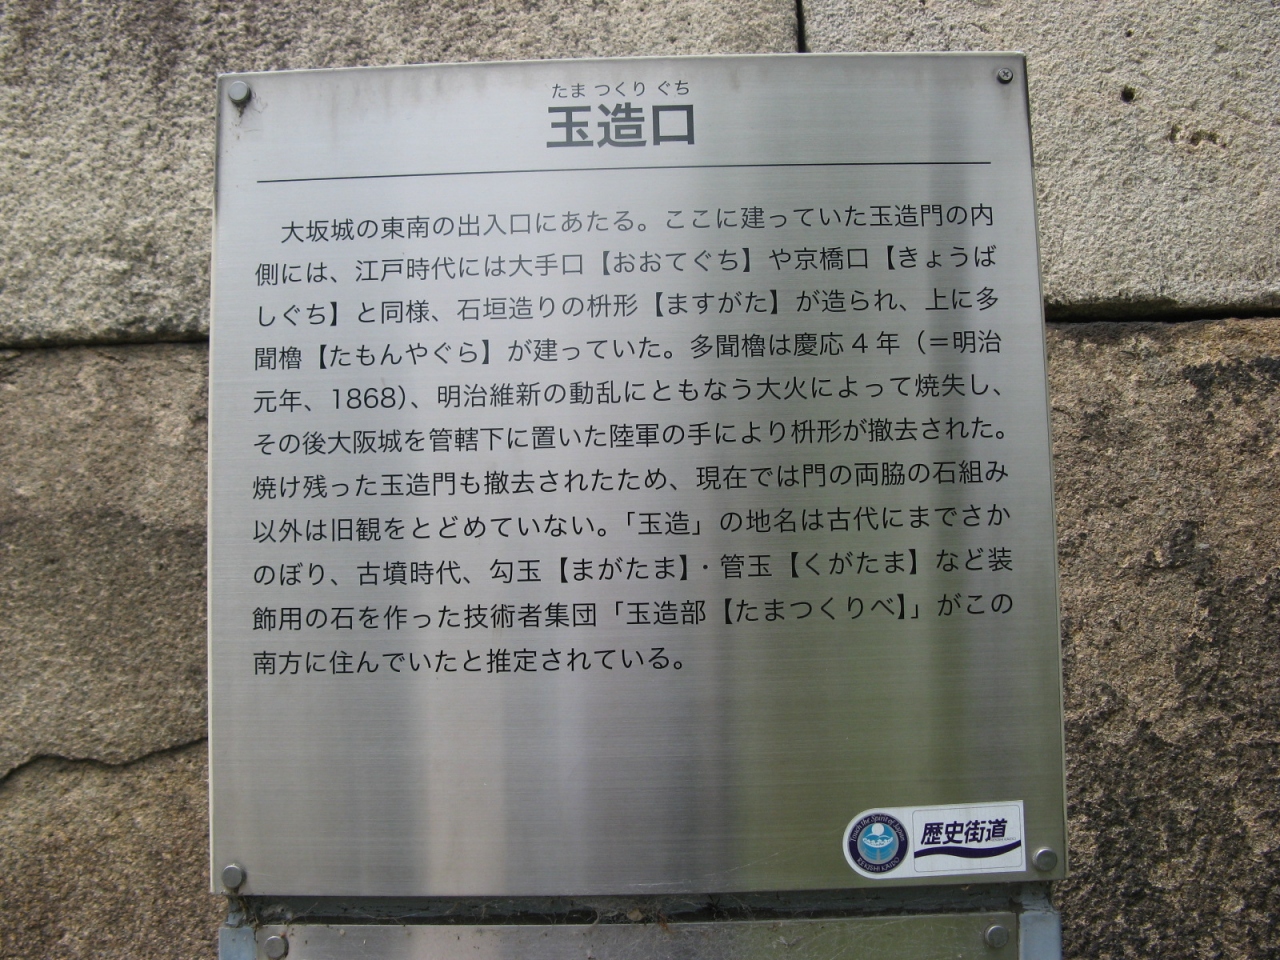 たまつくりぐち
玉造口
大坂城の東南の出入口にあたる。ここに建っていた玉造門の内
側には、江戸時代には大手口【おおてぐち】や京橋口【きょうば
しぐち】と同様、石垣造りの枡形【ますがた】が造られ、上に多
聞櫓【たもんやぐら】が建っていた。多聞櫓は慶応4年（=明治
元年、1868）、明治維新の動乱にともなう大火によって焼失し、
その後大阪城を管轄下に置いた陸軍の手により枡形が撤去された。
焼け残った玉造門も撤去されたため、現在では門の両脇の石組み
以外は旧観をとどめていない。「玉造」の地名は古代にまでさか
のぼり、古墳時代、勾玉【まがたま】・管玉【くがたま】など装
飾用の石を作った技術者集団「玉造部【たまつくりべ】」がこの
南方に住んでいたと推定されている。
Touch the Spirit of Japan
REKISHI KAIDO
歴史街道